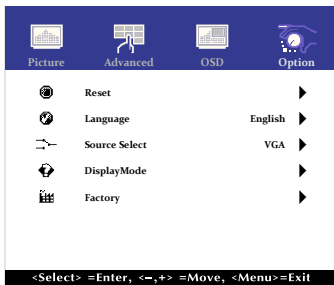 Picture Advanced OSD Option
Reset
Language English
Source Select VGA
DisplayMode
Factory
<Select> =Enter, <–,+> =Move, <Menu>=Exit